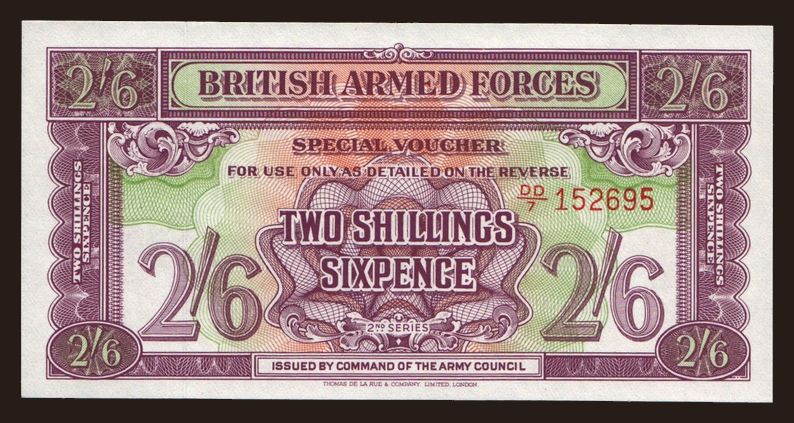 2/6 BRITISH ARMED FORCES 2/6
SPECIAL VOUCHER
FOR USE ONLY AS DETAILED ON THE REVERSE
DD/7 152695
TWO SHILLINGS
SIXPENCE
TWO SHILLINGS
SIXPENCE
TWO SHILLINGS
SIXPENCE
2/6 2/6
2ND SERIES
2/6 2/6
ISSUED BY COMMAND OF THE ARMY COUNCIL
THOMAS DE LA RUE & COMPANY, LIMITED, LONDON.